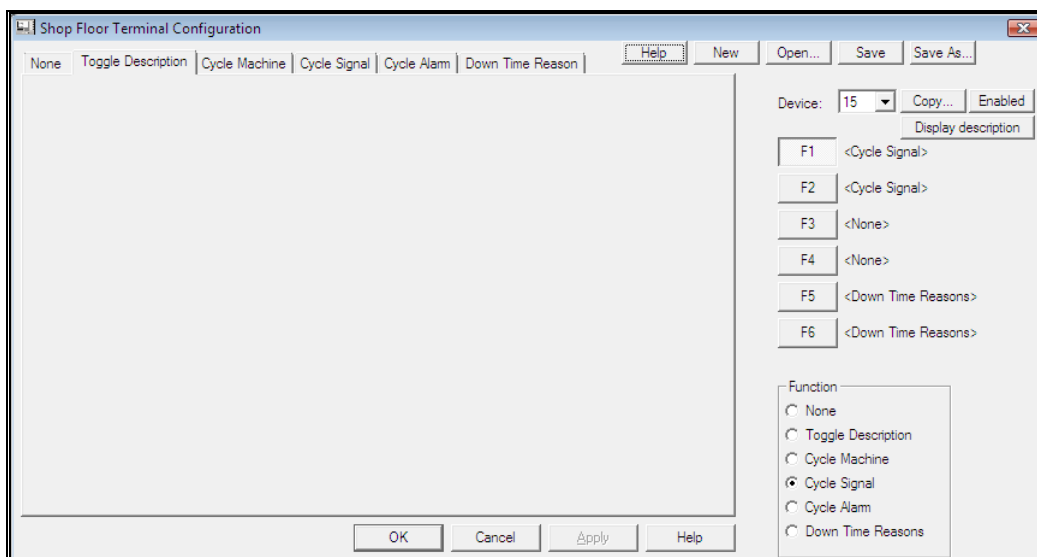 Shop Floor Terminal Configuration
Help New Open... Save Save As...
None Toggle Description Cycle Machine Cycle Signal Cycle Alarm Down Time Reason
Device: 15 Copy... Enabled
Display description
F1 <Cycle Signal>
F2 <Cycle Signal>
F3 <None>
F4 <None>
F5 <Down Time Reasons>
F6 <Down Time Reasons>
Function
None
Toggle Description
Cycle Machine
Cycle Signal
Cycle Alarm
Down Time Reasons
OK Cancel Apply Help